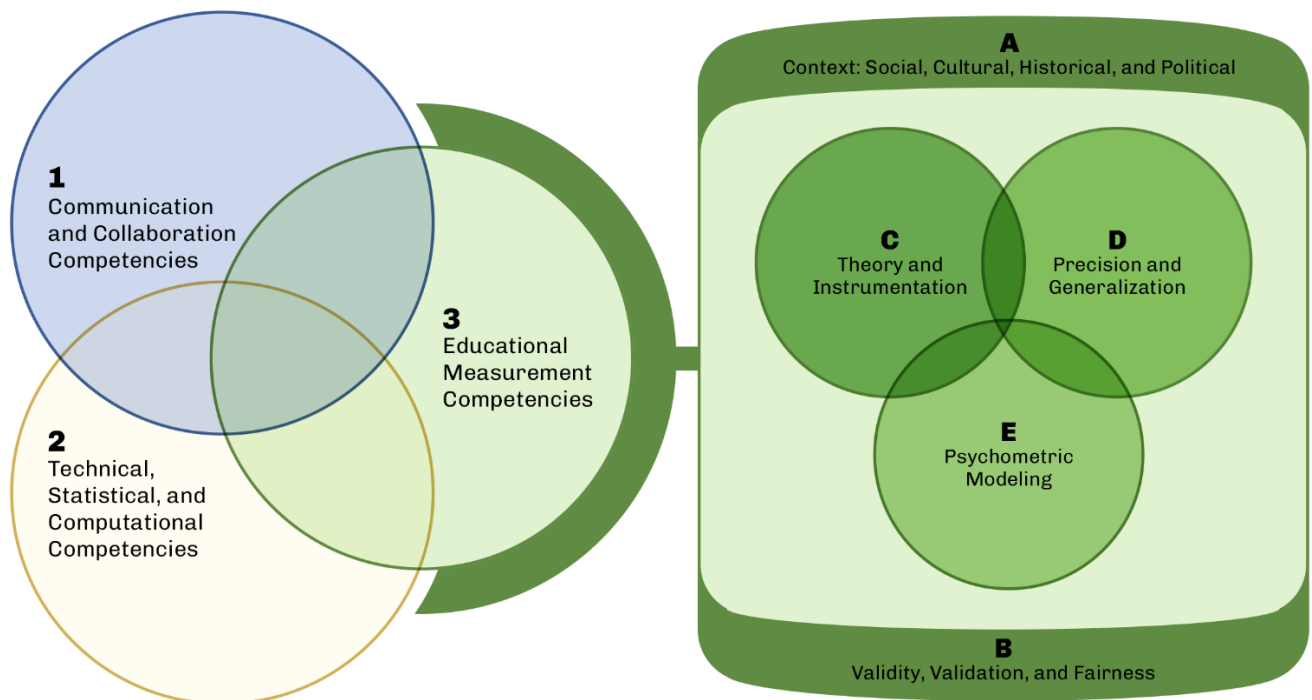 1
Communication
and Collaboration
Competencies
2
Technical,
Statistical, and
Computational
Competencies
3
Educational
Measurement
Competencies
A
Context: Social, Cultural, Historical, and Political
C
Theory and
Instrumentation
D
Precision and
Generalization
E
Psychometric
Modeling
B
Validity, Validation, and Fairness